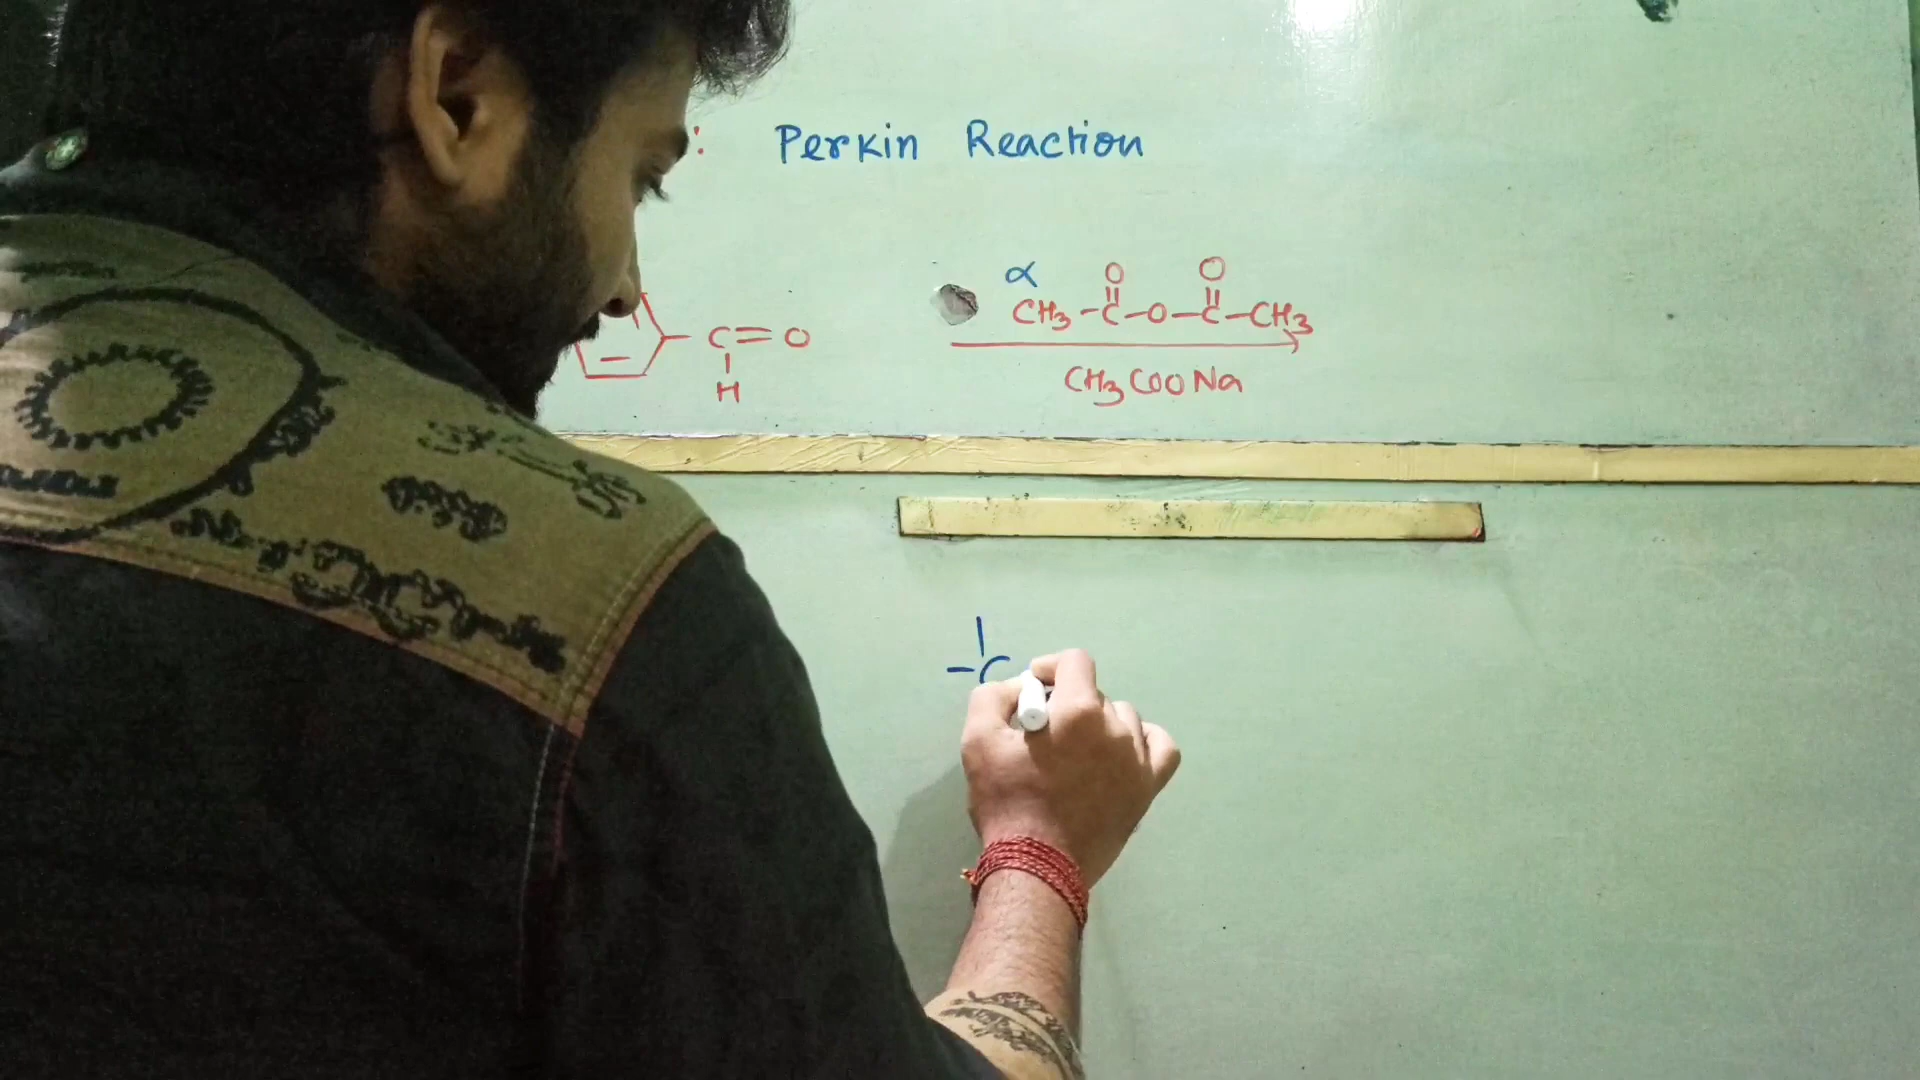 : Perkin Reaction
α O O
CH3-C-O-C-CH3
C=O
H
CH3COONa
-C